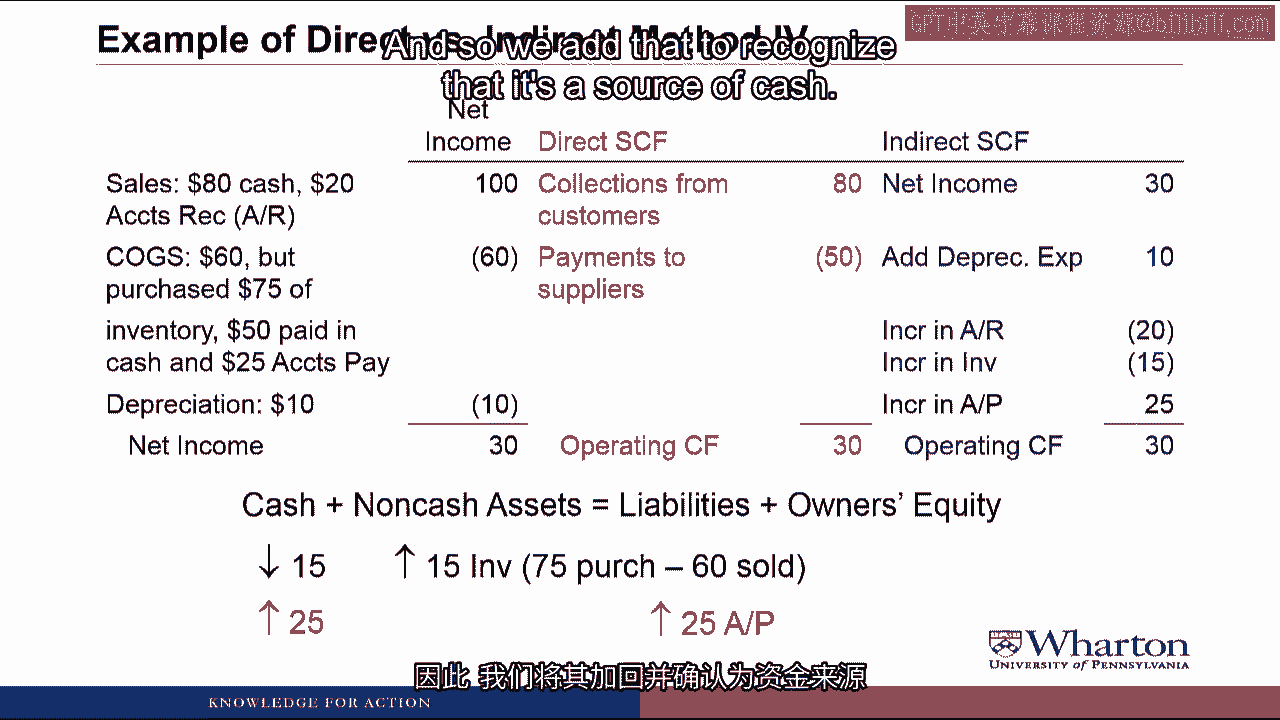 GPT中英字幕课程资源@bilibili.com
Example of Direct vs. Indirect Method IV
And so we add that to recognize
that it's a source of cash.
Net
Income Direct SCF Indirect SCF
Sales: $80 cash, $20 100 Collections from 80 Net Income 30
Accts Rec (A/R) customers
COGS: $60, but (60) Payments to (50) Add Deprec. Exp 10
purchased $75 of suppliers
inventory, $50 paid in Incr in A/R (20)
cash and $25 Accts Pay Incr in Inv (15)
Depreciation: $10 (10) Incr in A/P 25
Net Income 30 Operating CF 30 Operating CF 30
Cash + Noncash Assets = Liabilities + Owners' Equity
↓ 15 ↑ 15 Inv (75 purch – 60 sold)
↑ 25 ↑ 25 A/P
Wharton
UNIVERSITY of PENNSYLVANIA
因此 我们将其加回并确认为资金来源
KNOWLEDGE FOR ACTION